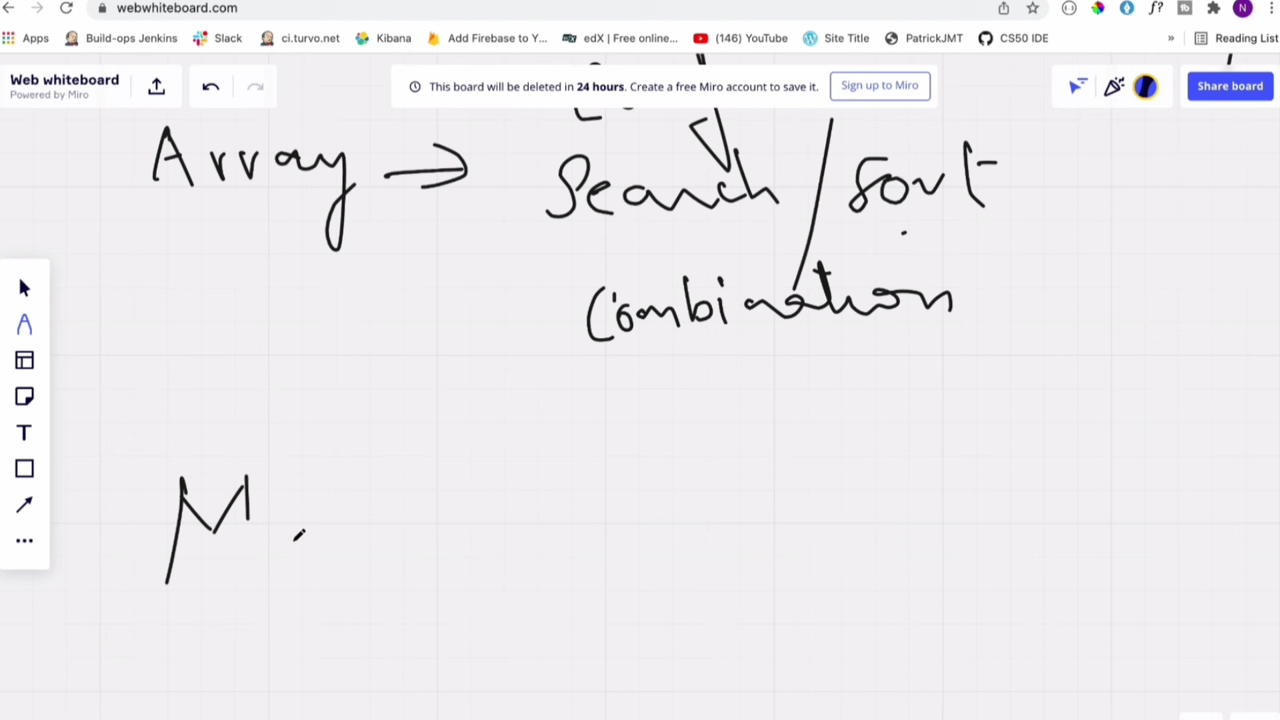 webwhiteboard.com
N
Apps Build-ops Jenkins Slack ci.turvo.net Kibana Add Firebase to Y... edX | Free online... (146) YouTube Site Title PatrickJMT CS50 IDE » Reading List
Web whiteboard
Powered by Miro
This board will be deleted in 24 hours. Create a free Miro account to save it. Sign up to Miro
Share board
Array → Search / Sort
Combination
M